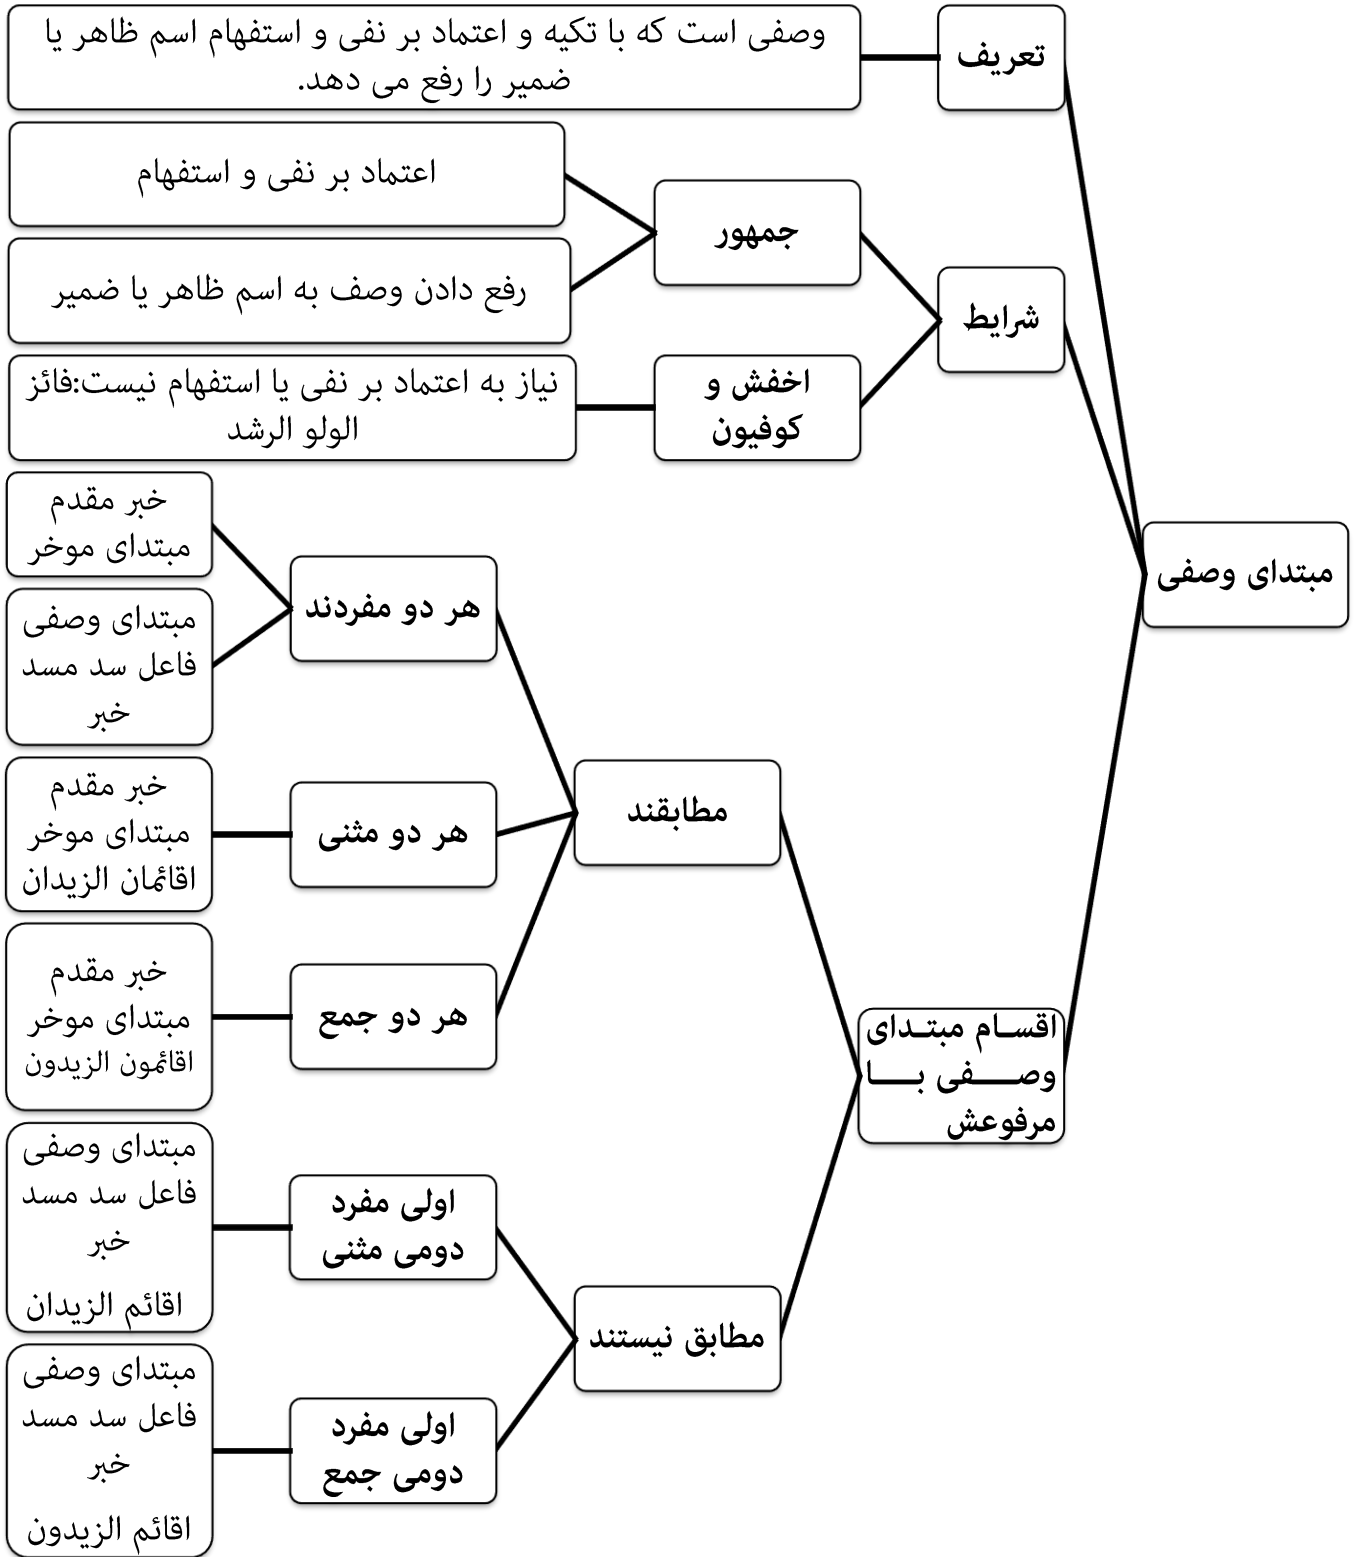 مبتدای وصفی
تعریف
وصفی است که با تکیه و اعتماد بر نفی و استفهام اسم ظاهر یا
ضمیر را رفع می دهد.
شرایط
جمهور
اعتماد بر نفی و استفهام
رفع دادن وصف به اسم ظاهر یا ضمیر
اخفش و
کوفیون
نیاز به اعتماد بر نفی یا استفهام نیست:فائز
الولو الرشد
اقسام مبتدای
وصفی با
مرفوعش
مطابقند
هر دو مفردند
خبر مقدم
مبتدای موخر
مبتدای وصفی
فاعل سد مسد
خبر
هر دو مثنی
خبر مقدم
مبتدای موخر
اقائمان الزیدان
هر دو جمع
خبر مقدم
مبتدای موخر
اقائمون الزیدون
مطابق نیستند
اولی مفرد
دومی مثنی
مبتدای وصفی
فاعل سد مسد
خبر
اقائم الزیدان
اولی مفرد
دومی جمع
مبتدای وصفی
فاعل سد مسد
خبر
اقائم الزیدون